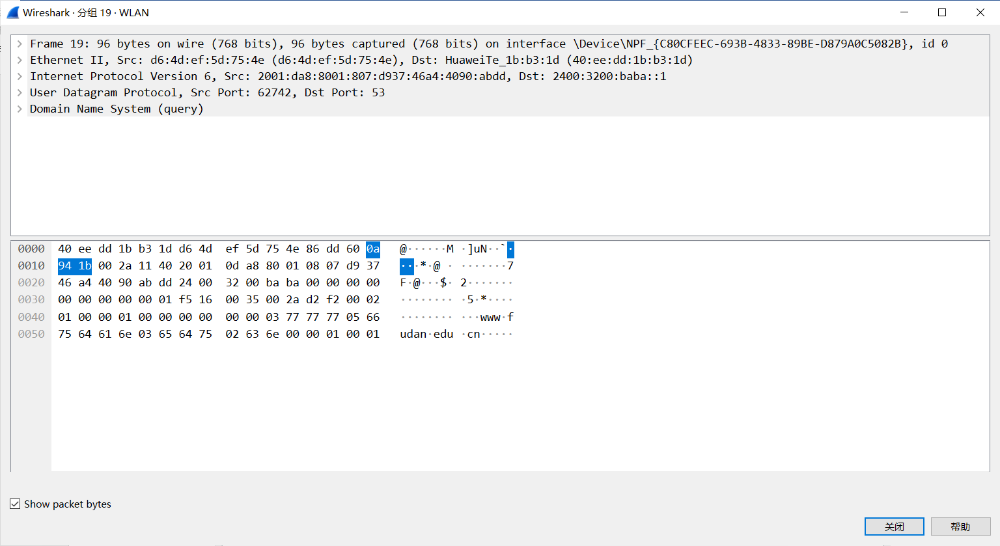 Wireshark · 分组 19 · WLAN
Frame 19: 96 bytes on wire (768 bits), 96 bytes captured (768 bits) on interface \Device\NPF_{C80CFEEC-693B-4833-89BE-D879A0C5082B}, id 0
Ethernet II, Src: d6:4d:ef:5d:75:4e (d6:4d:ef:5d:75:4e), Dst: HuaweiTe_1b:b3:1d (40:ee:dd:1b:b3:1d)
Internet Protocol Version 6, Src: 2001:da8:8001:807:d937:46a4:4090:abdd, Dst: 2400:3200:baba::1
User Datagram Protocol, Src Port: 62742, Dst Port: 53
Domain Name System (query)
0000 40 ee dd 1b b3 1d d6 4d ef 5d 75 4e 86 dd 60 0a @······M ·]uN··`·
0010 94 1b 00 2a 11 40 20 01 0d a8 80 01 08 07 d9 37 ···*·@ · ·······7
0020 46 a4 40 90 ab dd 24 00 32 00 ba ba 00 00 00 00 F·@···$· 2·······
0030 00 00 00 00 00 01 f5 16 00 35 00 2a d2 f2 00 02 ········ ·5·*····
0040 01 00 00 01 00 00 00 00 00 00 03 77 77 77 05 66 ········ ···www·f
0050 75 64 61 6e 03 65 64 75 02 63 6e 00 00 01 00 01 udan·edu ·cn·····
Show packet bytes
关闭 帮助